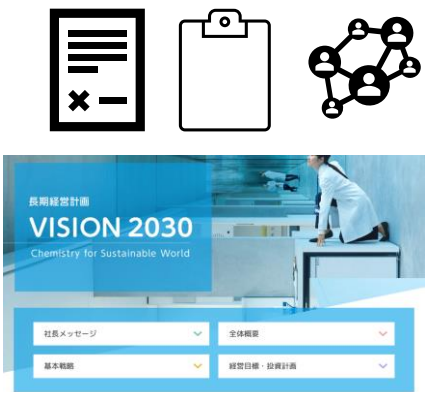 長期経営計画
VISION 2030
Chemistry for Sustainable World
社長メッセージ
全体概要
基本戦略
経営目標・投資計画